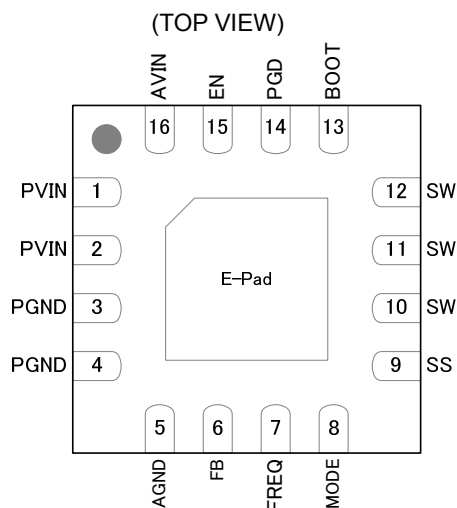 (TOP VIEW)
AVIN EN PGD BOOT
16 15 14 13
PVIN 1 12 SW
PVIN 2 11 SW
E-Pad
PGND 3 10 SW
PGND 4 9 SS
5 6 7 8
AGND FB FREQ MODE